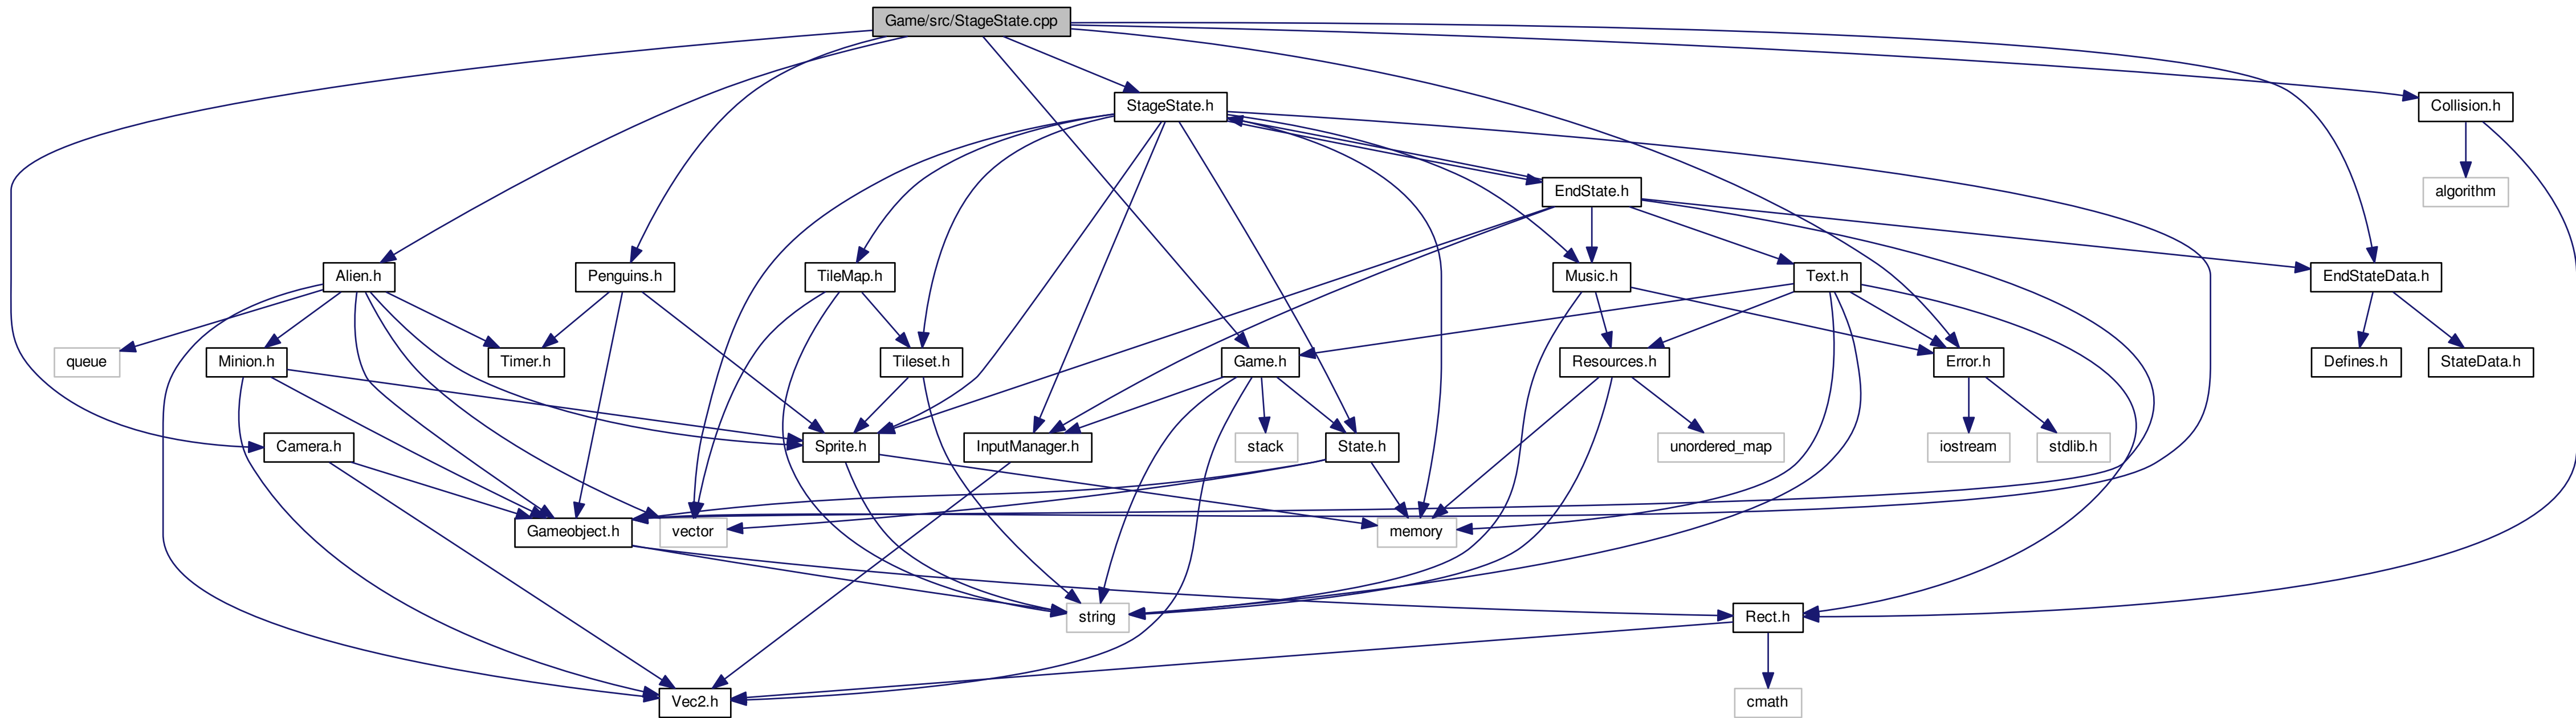 Game/src/StageState.cpp
StageState.h
Collision.h
EndState.h
algorithm
Alien.h
Penguins.h
TileMap.h
Music.h
Text.h
EndStateData.h
queue
Minion.h
Timer.h
Tileset.h
Game.h
Resources.h
Error.h
Defines.h
StateData.h
Camera.h
Sprite.h
InputManager.h
stack
State.h
unordered_map
iostream
stdlib.h
Gameobject.h
vector
memory
string
Rect.h
Vec2.h
cmath